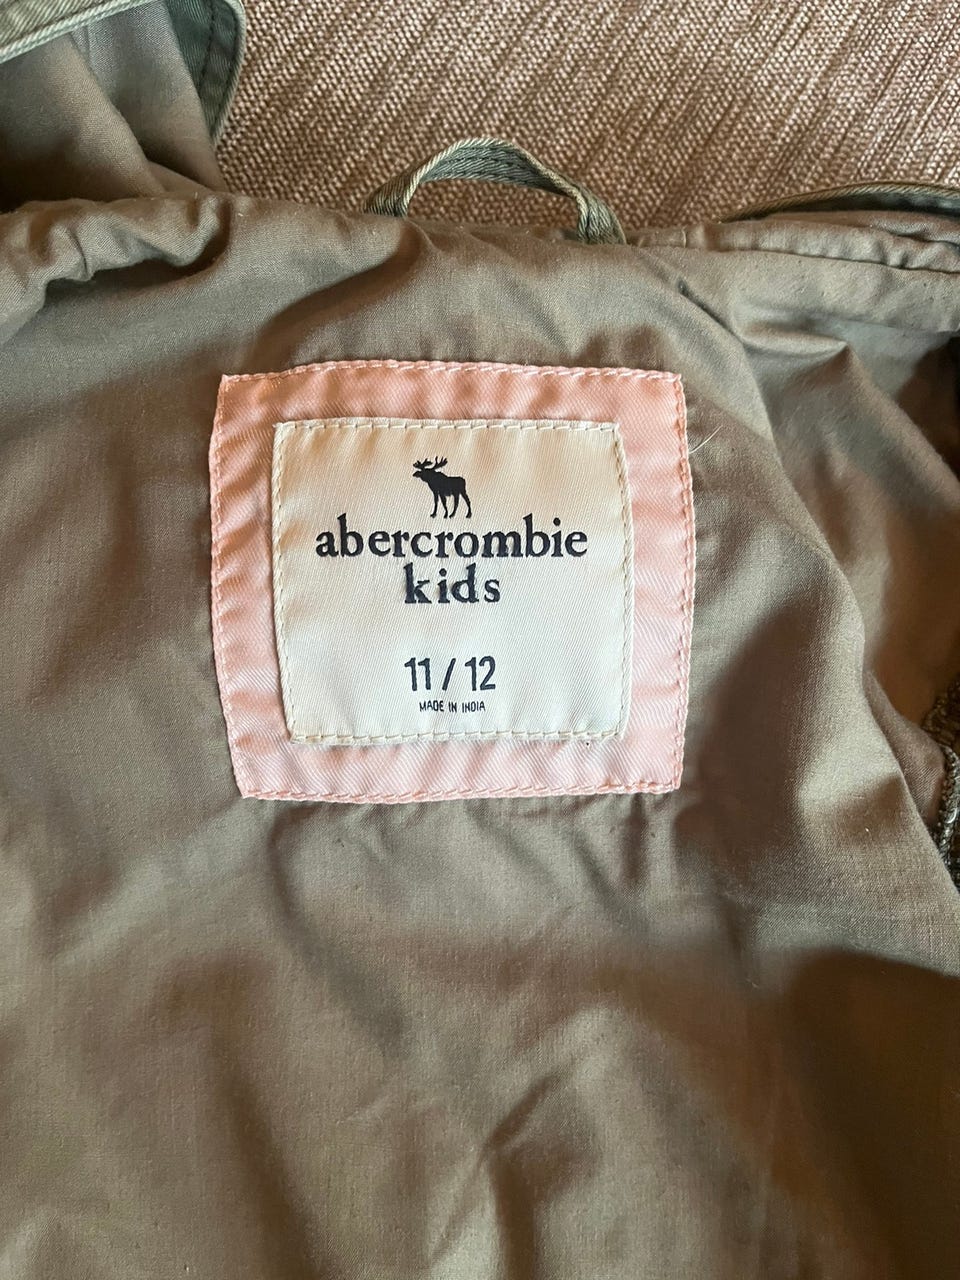 abercrombie
kids
11 / 12
MADE IN INDIA